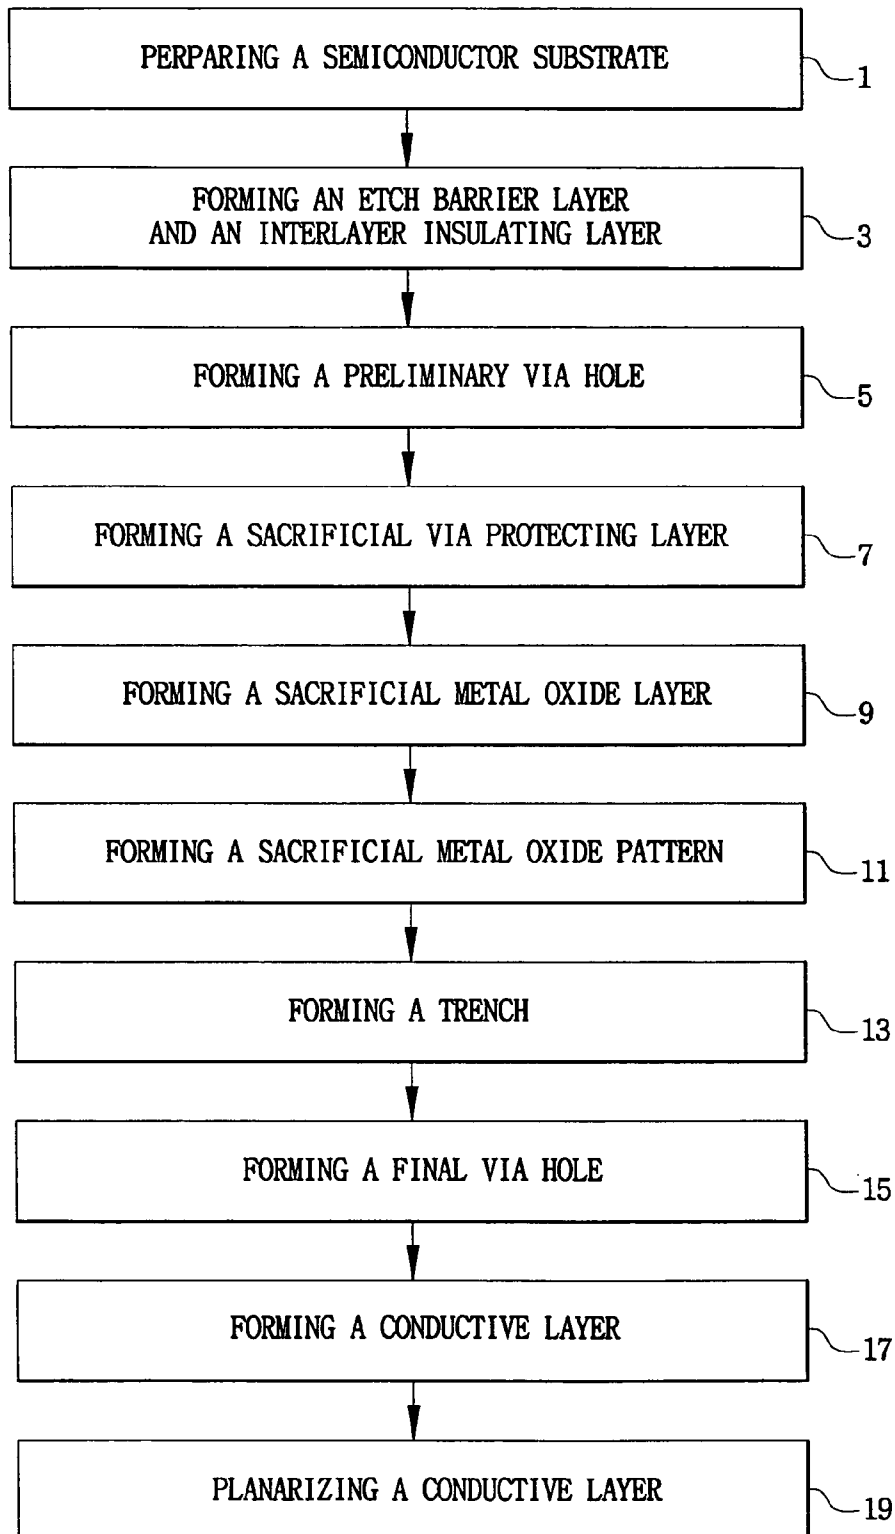 PERPARING A SEMICONDUCTOR SUBSTRATE
1
FORMING AN ETCH BARRIER LAYER
AND AN INTERLAYER INSULATING LAYER
3
FORMING A PRELIMINARY VIA HOLE
5
FORMING A SACRIFICIAL VIA PROTECTING LAYER
7
FORMING A SACRIFICIAL METAL OXIDE LAYER
9
FORMING A SACRIFICIAL METAL OXIDE PATTERN
11
FORMING A TRENCH
13
FORMING A FINAL VIA HOLE
15
FORMING A CONDUCTIVE LAYER
17
PLANARIZING A CONDUCTIVE LAYER
19